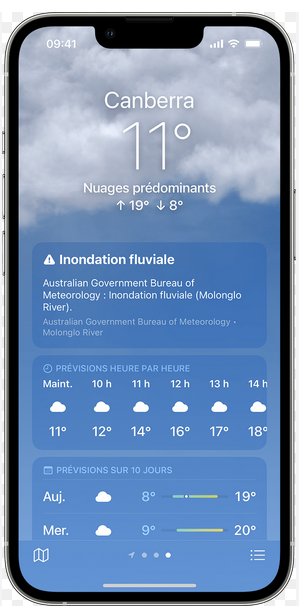 09:41
Canberra
11°
Nuages prédominants
↑ 19° ↓ 8°
Inondation fluviale
Australian Government Bureau of
Meteorology : Inondation fluviale (Molonglo
River).
Australian Government Bureau of Meteorology •
Molonglo River
PRÉVISIONS HEURE PAR HEURE
Maint. 10 h 11 h 12 h 13 h 14 h
11° 12° 14° 16° 17° 18°
PRÉVISIONS SUR 10 JOURS
Auj. 8° 19°
Mer. 9° 20°